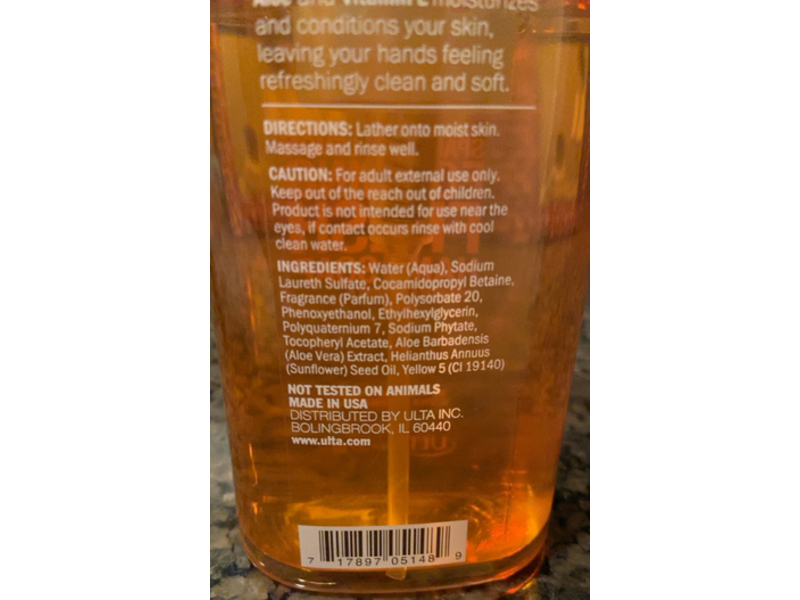 Aloe and Vitamin E moisturizes
and conditions your skin,
leaving your hands feeling
refreshingly clean and soft.
DIRECTIONS: Lather onto moist skin.
Massage and rinse well.
CAUTION: For adult external use only.
Keep out of the reach out of children.
Product is not intended for use near the
eyes, if contact occurs rinse with cool
clean water.
INGREDIENTS: Water (Aqua), Sodium
Laureth Sulfate, Cocamidopropyl Betaine,
Fragrance (Parfum), Polysorbate 20,
Phenoxyethanol, Ethylhexylglycerin,
Polyquaternium 7, Sodium Phytate,
Tocopheryl Acetate, Aloe Barbadensis
(Aloe Vera) Extract, Helianthus Annuus
(Sunflower) Seed Oil, Yellow 5 (CI 19140)
NOT TESTED ON ANIMALS
MADE IN USA
DISTRIBUTED BY ULTA INC.
BOLINGBROOK, IL 60440
www.ulta.com
7 17897 05148 9